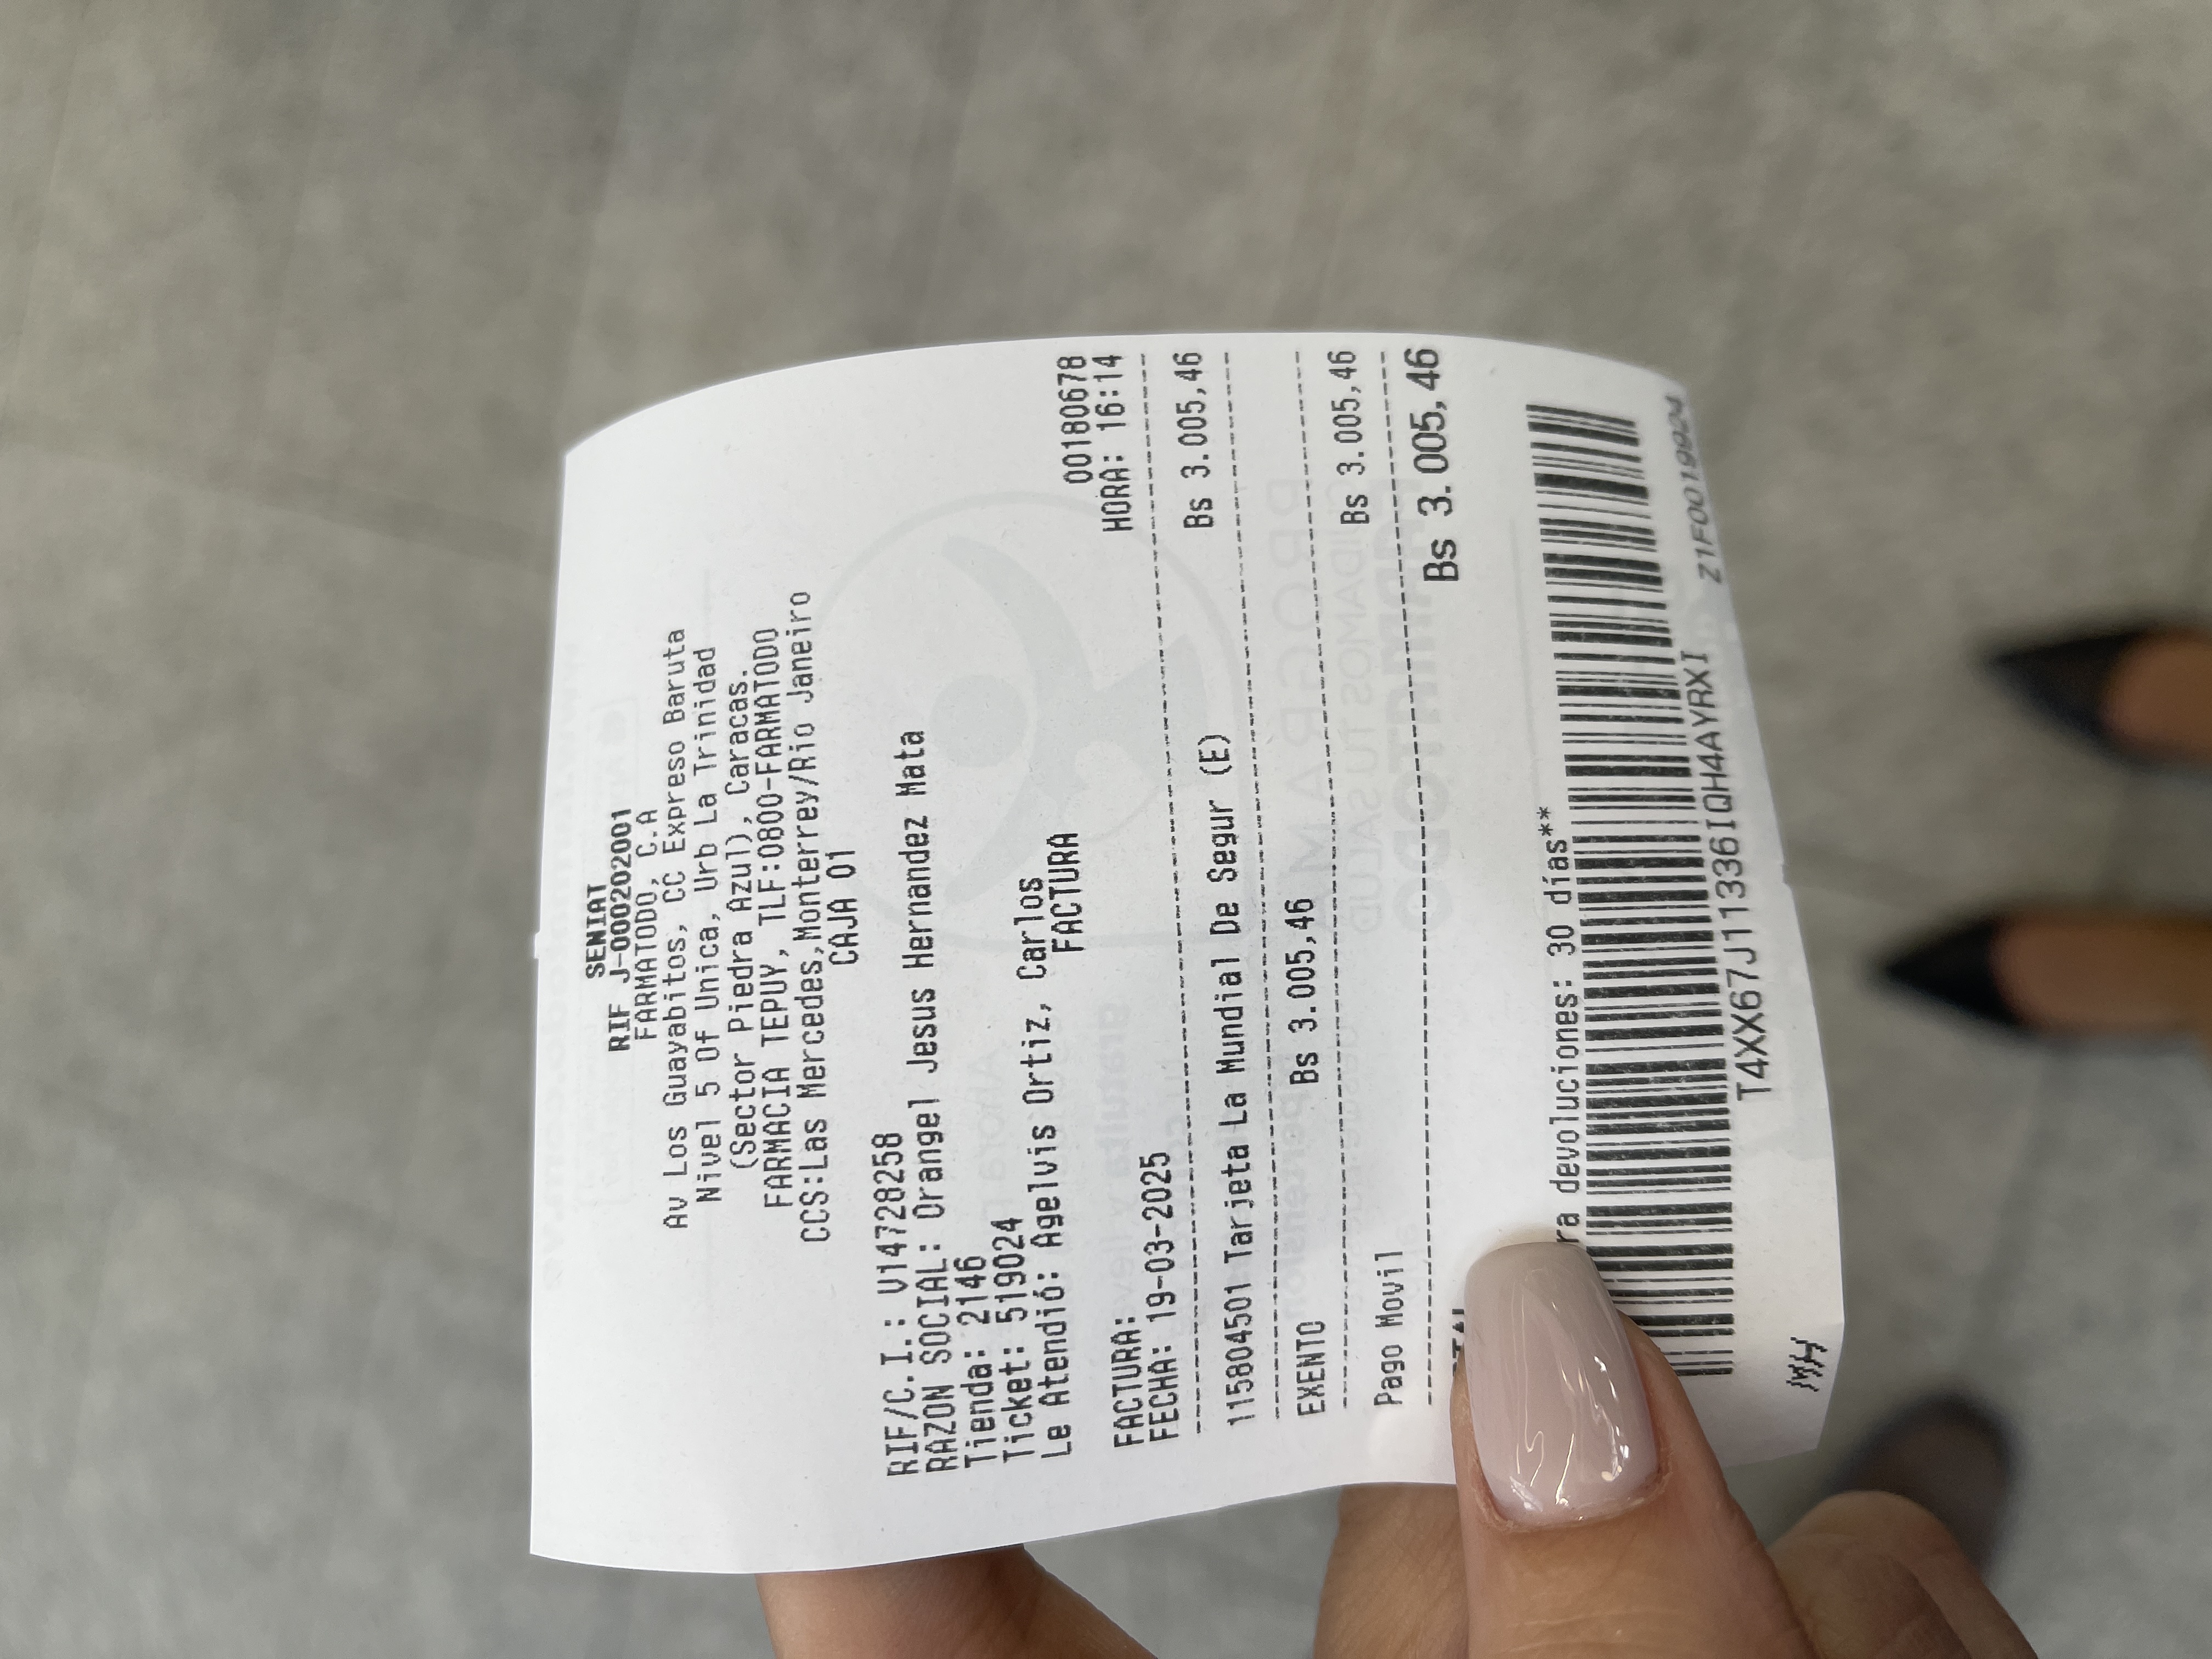 SENIAT
RIF J-000202001
FARMATODO, C.A
Av Los Guayabitos, CC Expreso Baruta
Nivel 5 Of Unica, Urb La Trinidad
(Sector Piedra Azul), Caracas.
FARMACIA TEPUY, TLF:0800-FARMATODO
CCS:Las Mercedes,Monterrey/Rio Janeiro
CAJA 01
RIF/C.I.: V14728258
RAZON SOCIAL: Orangel Jesus Hernandez Mata
Tienda: 2146
Ticket: 519024
Le Atendió: Agelvis Ortiz, Carlos
FACTURA
FACTURA: 00180678
FECHA: 19-03-2025 HORA: 16:14
Bs 3.005,46
115804501 Tarjeta La Mundial De Segur (E)
EXENTO Bs 3.005,46
Pago Movil Bs 3.005,46
Bs 3.005,46
devoluciones: 30 días**
T4XX67J11336IQH4AYRXI
MH Z1F0019924